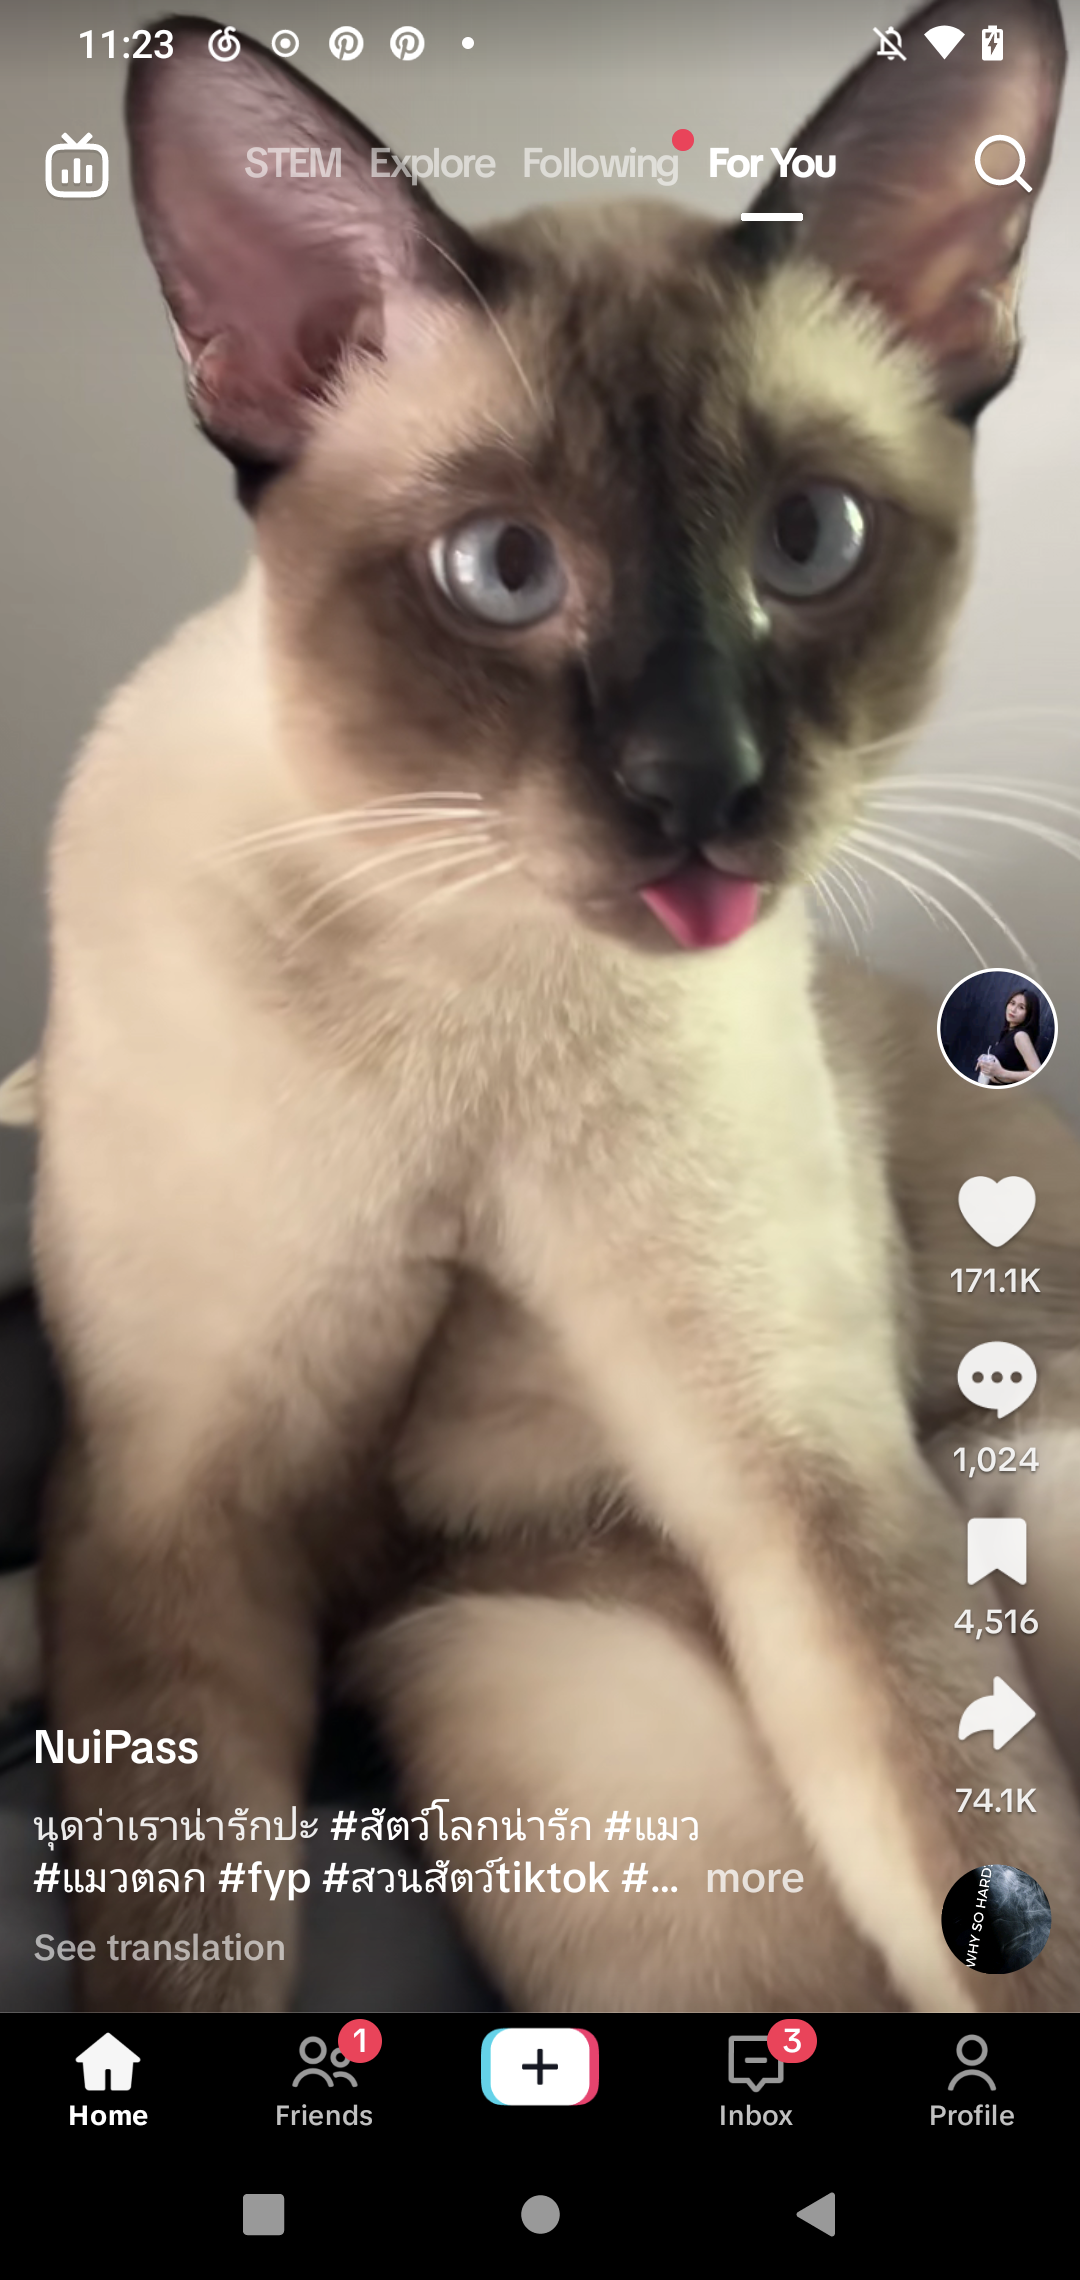 11:23
STEM Explore Following For You
171.1K
1,024
4,516
74.1K
NuiPass
นุดว่าเราน่ารักปะ #สัตว์โลกน่ารัก #แมว
#แมวตลก #fyp #สวนสัตว์tiktok #... more
See translation
WHY SO HARD?
1
3
Home Friends Inbox Profile